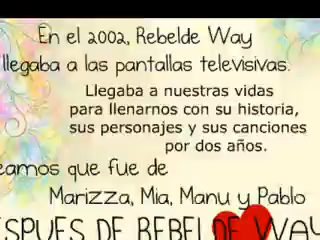 En el 2002, Rebelde Way
llegaba a las pantallas televisivas.
Llegaba a nuestras vidas
para llenarnos con su historia,
sus personajes y sus canciones
por dos años.
eamos que fue de
Marizza, Mia, Manu y Pablo
SPUES DE REBELDE WAY